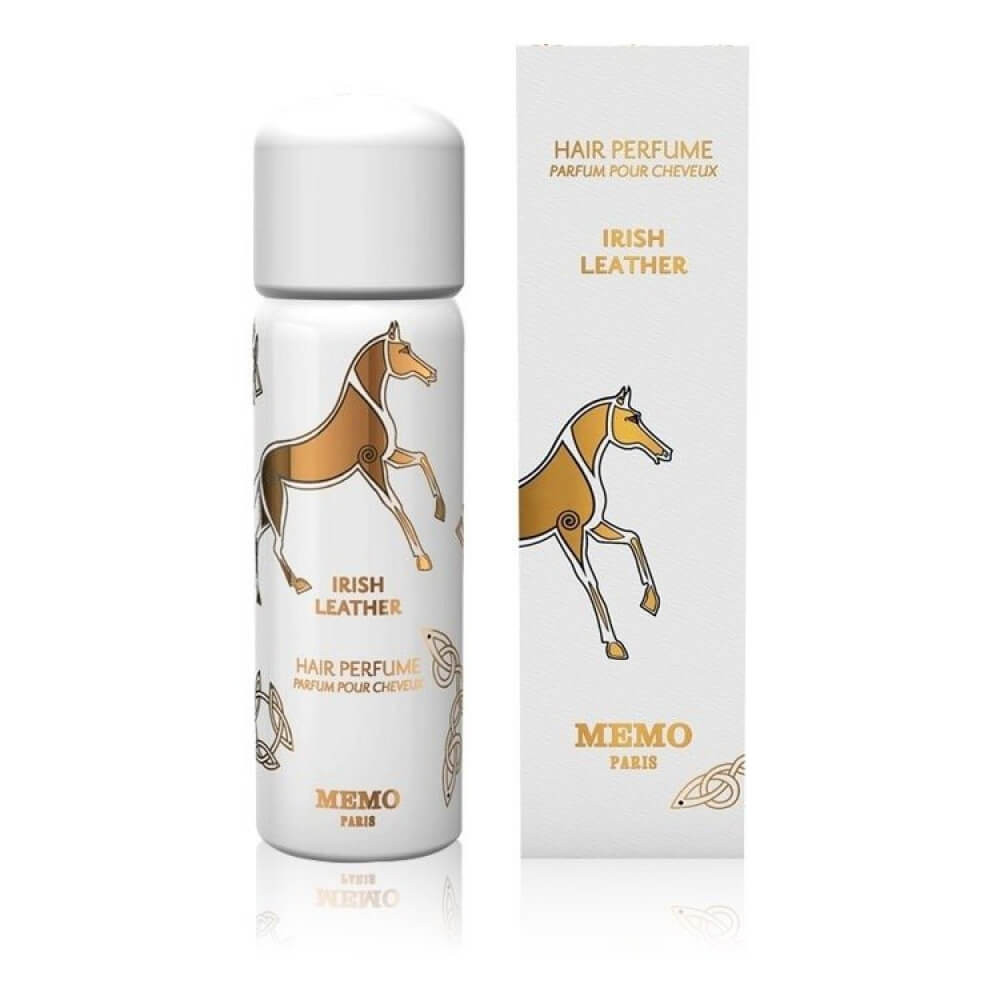 IRISH
LEATHER
HAIR PERFUME
PARFUM POUR CHEVEUX
MEMO
PARIS
HAIR PERFUME
PARFUM POUR CHEVEUX
IRISH
LEATHER
MEMO
PARIS